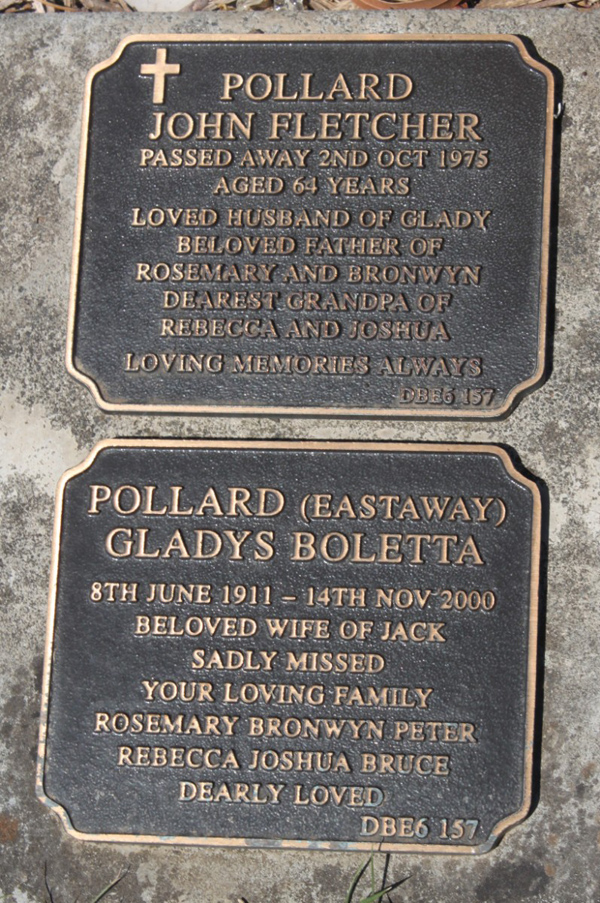 POLLARD
JOHN FLETCHER
PASSED AWAY 2ND OCT 1975
AGED 64 YEARS
LOVED HUSBAND OF GLADY
BELOVED FATHER OF
ROSEMARY AND BRONWYN
DEAREST GRANDPA OF
REBECCA AND JOSHUA
LOVING MEMORIES ALWAYS
DBE6 157
POLLARD (EASTAWAY)
GLADYS BOLETTA
8TH JUNE 1911 – 14TH NOV 2000
BELOVED WIFE OF JACK
SADLY MISSED
YOUR LOVING FAMILY
ROSEMARY BRONWYN PETER
REBECCA JOSHUA BRUCE
DEARLY LOVED
DBE6 157